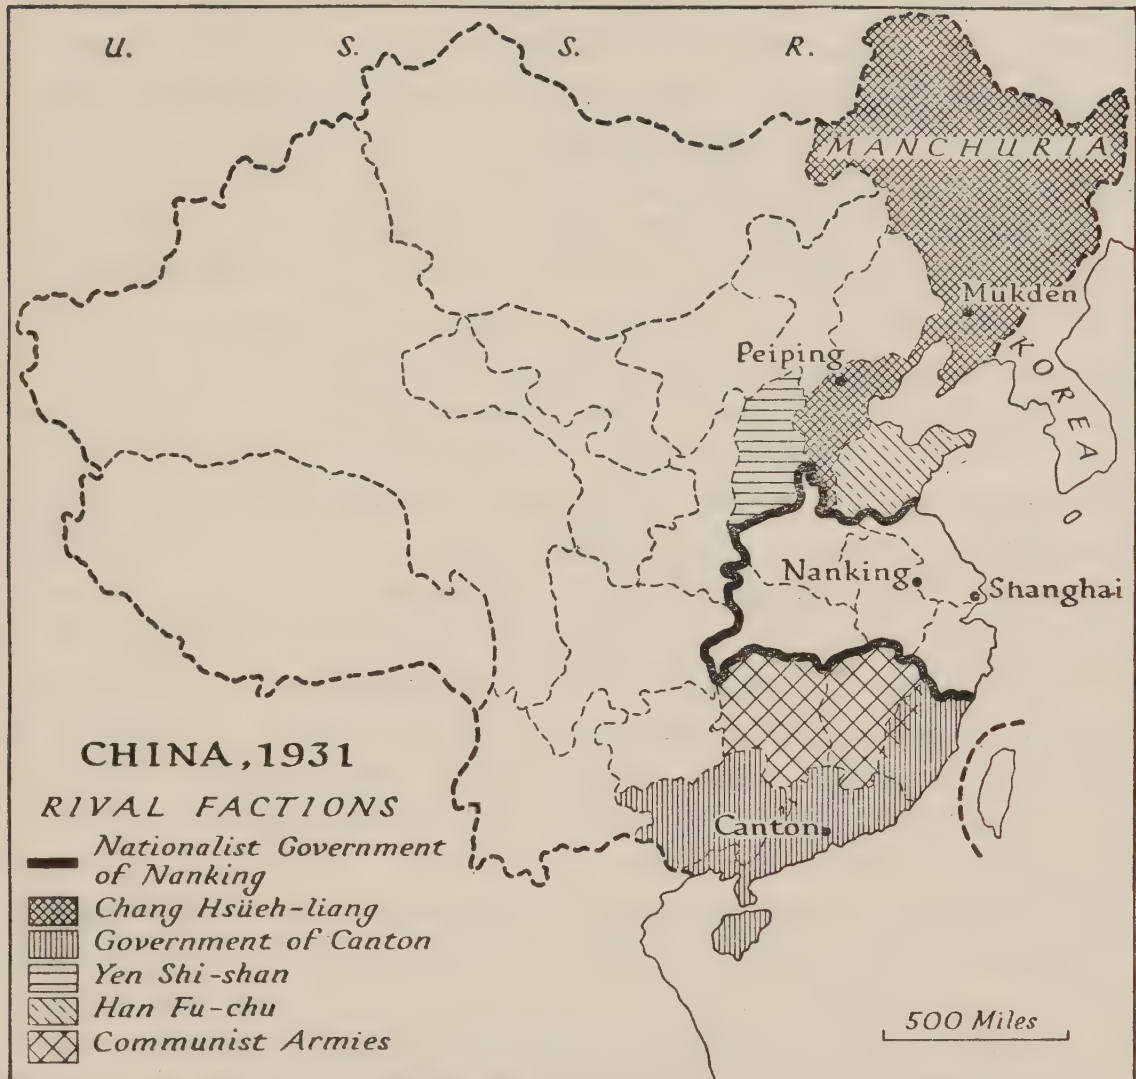 U. S. S. R.
MANCHURIA
Mukden
KOREA
Peiping
Nanking
Shanghai
Canton
CHINA, 1931
RIVAL FACTIONS
Nationalist Government
of Nanking
Chang Hsüeh-liang
Government of Canton
Yen Shi-shan
Han Fu-chu
Communist Armies
500 Miles